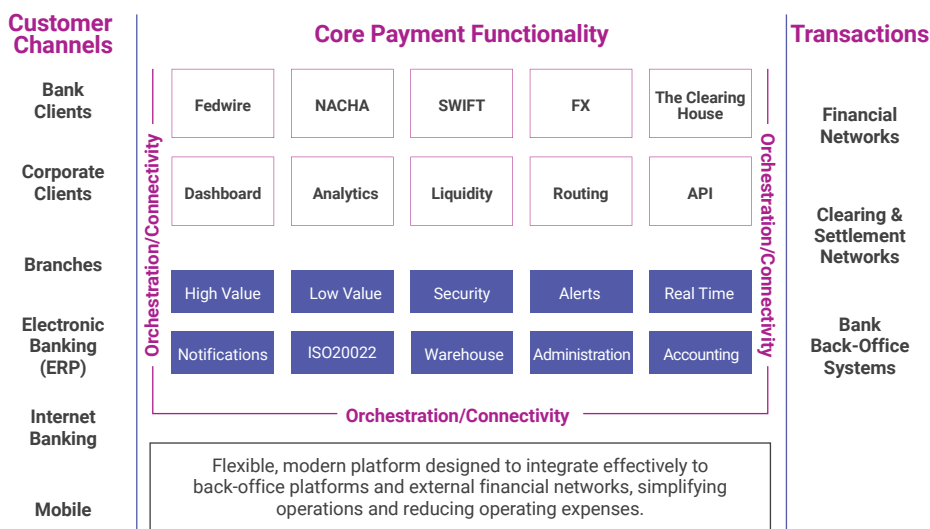 Customer
Channels
Bank
Clients
Corporate
Clients
Branches
Electronic
Banking
(ERP)
Internet
Banking
Mobile
Core Payment Functionality
Orchestration/Connectivity
Fedwire
NACHA
SWIFT
FX
The Clearing
House
Dashboard
Analytics
Liquidity
Routing
API
High Value
Low Value
Security
Alerts
Real Time
Notifications
ISO20022
Warehouse
Administration
Accounting
Orchestration/Connectivity
Orchestration/Connectivity
Flexible, modern platform designed to integrate effectively to
back-office platforms and external financial networks, simplifying
operations and reducing operating expenses.
Transactions
Financial
Networks
Clearing &
Settlement
Networks
Bank
Back-Office
Systems